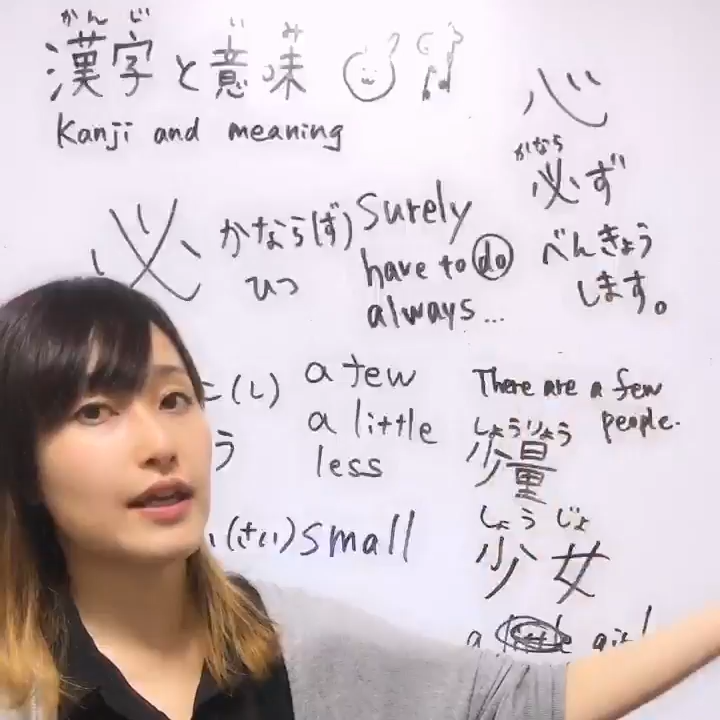 かん じ い み
漢字と意味
Kanji and meaning
心
かなら
必ず
べんきょう
します。
必 かなら(ず) Surely
ひつ have to do
always...
(し) a few
う a little
less
(さい) small
There are a few
people.
しょうりょう
少量
しょう じょ
少女
a girl